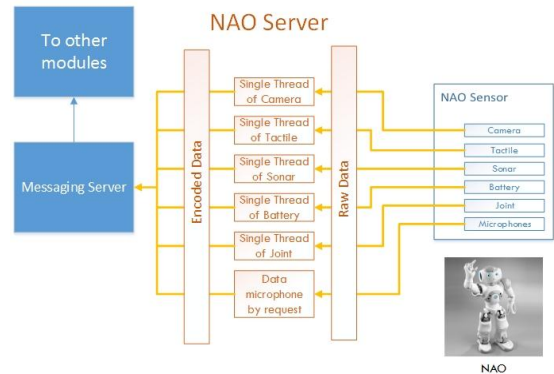 NAO Server
To other
modules
Messaging Server
Encoded Data
Single Thread
of Camera
Single Thread
of Tactile
Single Thread
of Sonar
Single Thread
of Battery
Single Thread
of Joint
Data
microphone
by request
Raw Data
NAO Sensor
Camera
Tactile
Sonar
Battery
Joint
Microphones
NAO